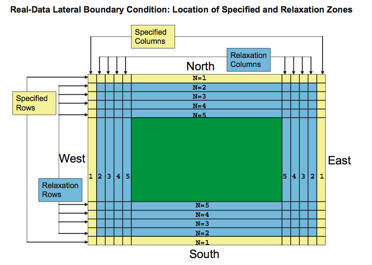 Real-Data Lateral Boundary Condition: Location of Specified and Relaxation Zones
Specified
Columns
Relaxation
Columns
North
N=1
N=2
N=3
N=4
N=5
Specified
Rows
West
East
1 2 3 4 5
5 4 3 2 1
Relaxation
Rows
N=5
N=4
N=3
N=2
N=1
South